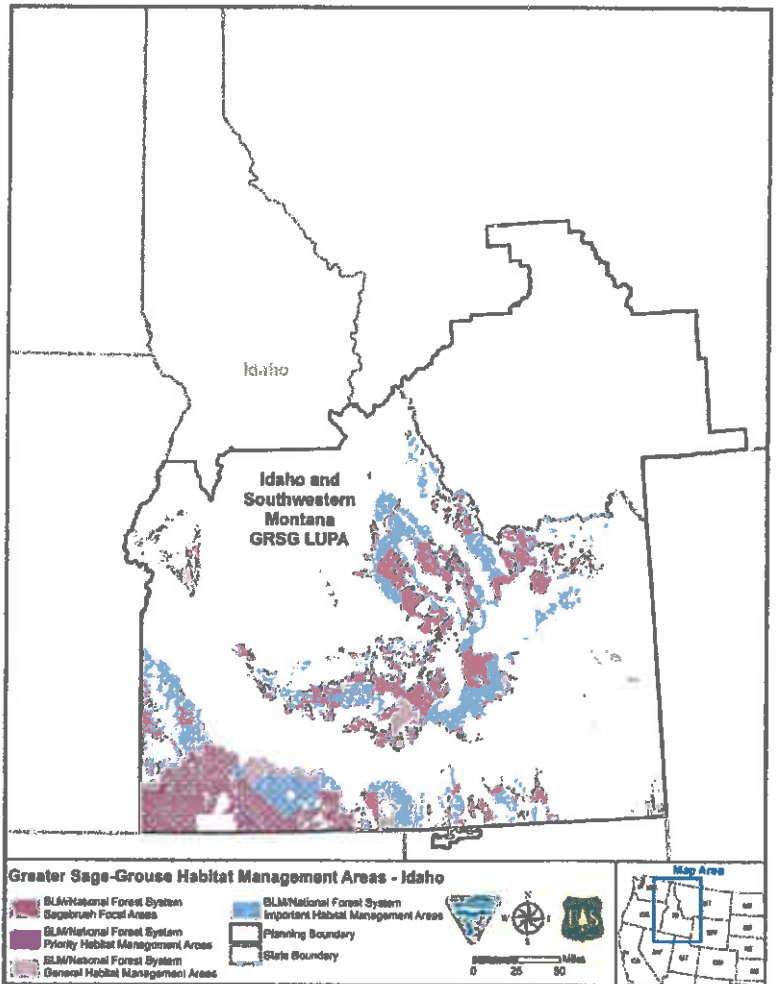 Idaho
Idaho and
Southwestern
Montana
GRSG LUPA
Greater Sage-Grouse Habitat Management Areas - Idaho
BLM/National Forest System
Sagebrush Focal Areas
BLM/National Forest System
Priority Habitat Management Areas
BLM/National Forest System
General Habitat Management Areas
BLM/National Forest System
Important Habitat Management Areas
Planning Boundary
State Boundary
N
W
S
Miles
0 25 50
Map Area